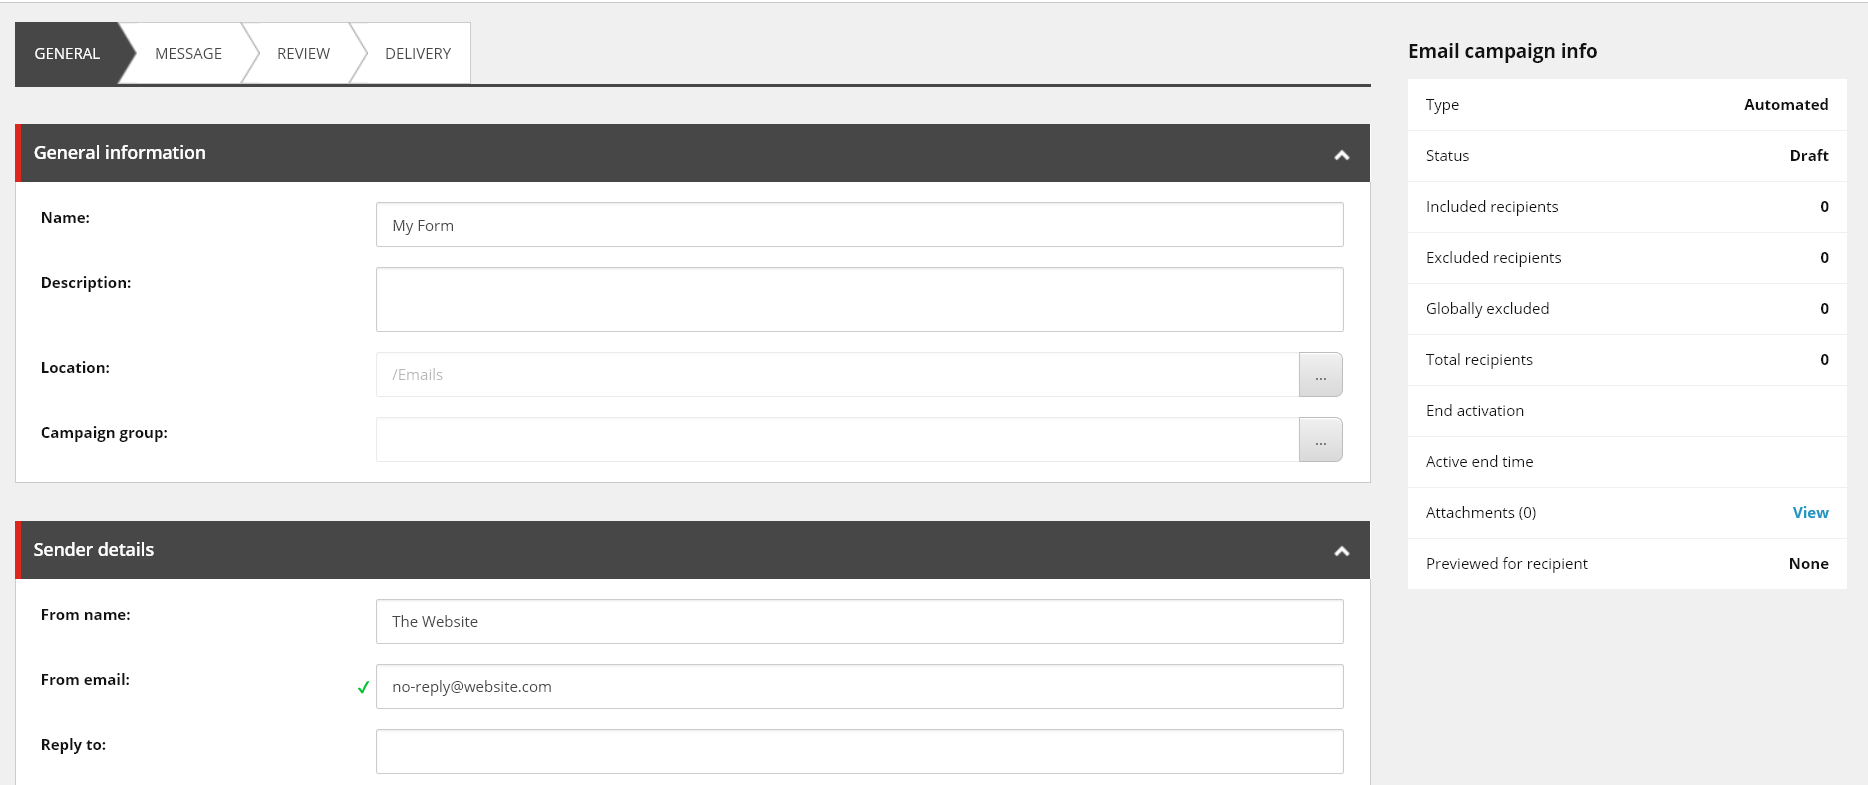 GENERAL MESSAGE REVIEW DELIVERY
General information
Name: My Form
Description:
Location: /Emails ...
Campaign group: ...
Sender details
From name: The Website
From email: no-reply@website.com
Reply to:
Email campaign info
Type Automated
Status Draft
Included recipients 0
Excluded recipients 0
Globally excluded 0
Total recipients 0
End activation
Active end time
Attachments (0) View
Previewed for recipient None